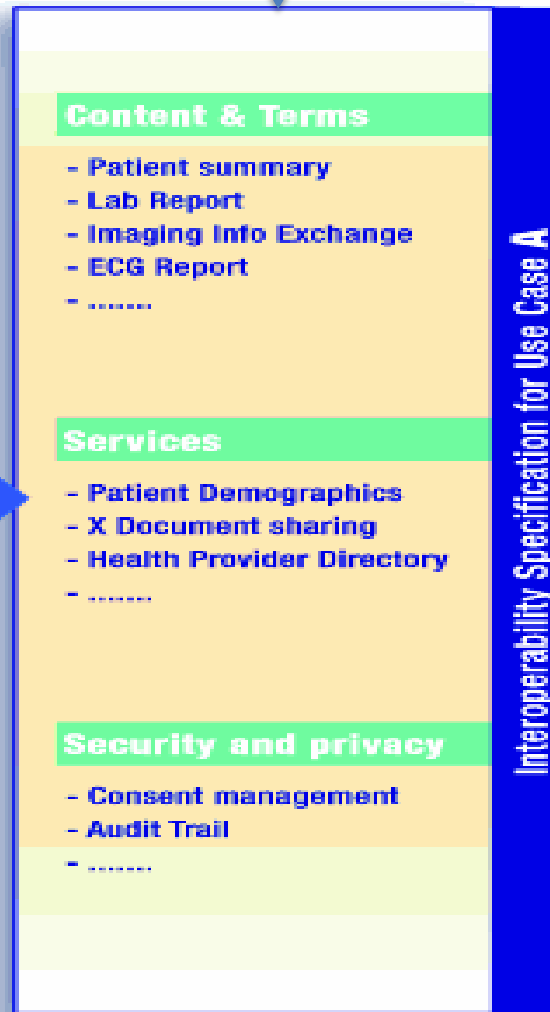 Content & Terms
- Patient summary
- Lab Report
- Imaging Info Exchange
- ECG Report
- .......
Services
- Patient Demographics
- X Document sharing
- Health Provider Directory
- .......
Security and privacy
- Consent management
- Audit Trail
- .......
Interoperability Specification for Use Case A